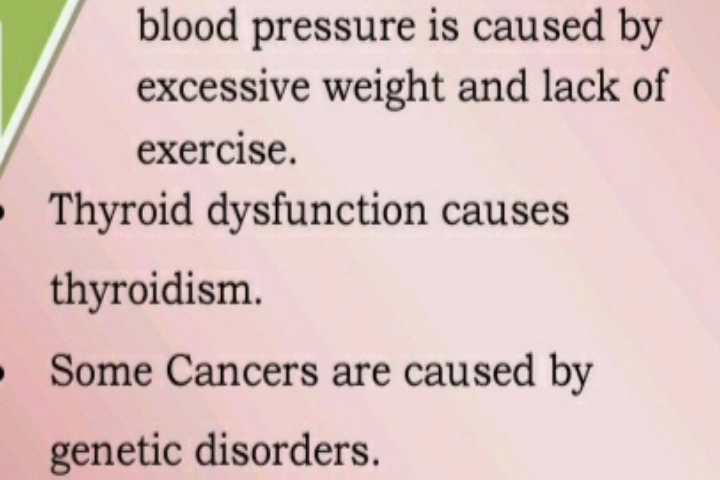 blood pressure is caused by
excessive weight and lack of
exercise.
• Thyroid dysfunction causes
thyroidism.
• Some Cancers are caused by
genetic disorders.